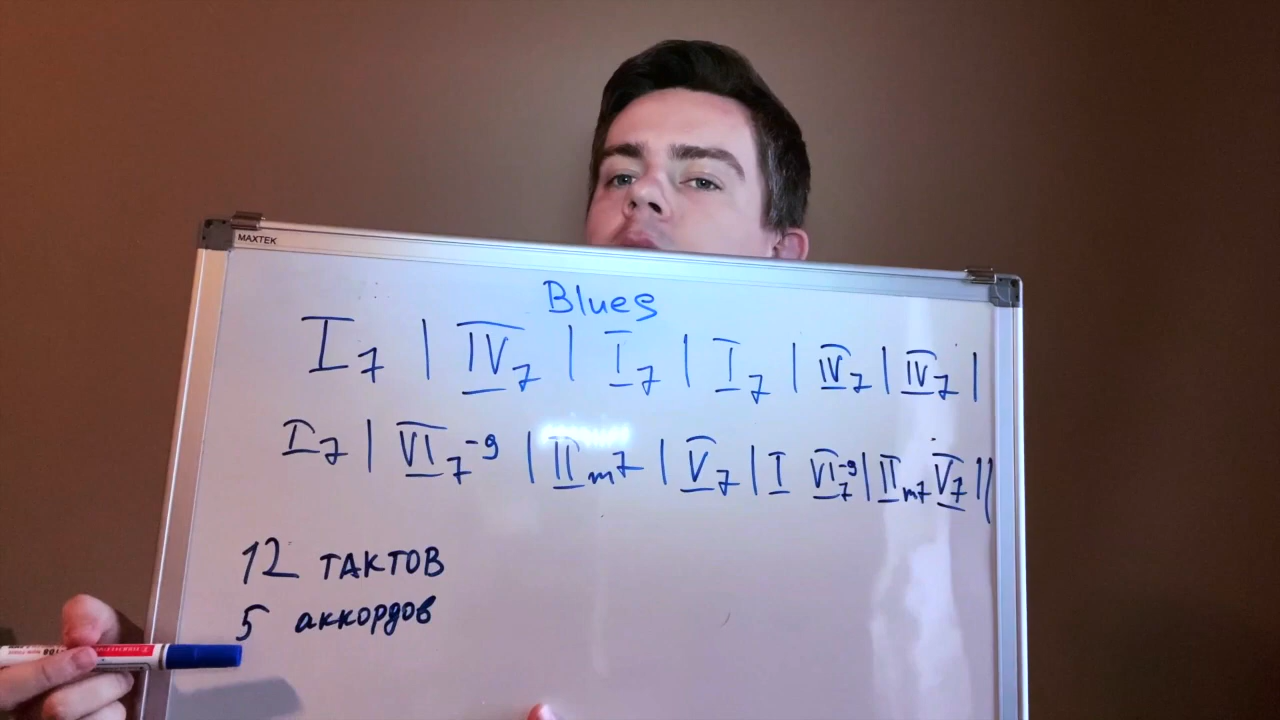 MAXTEK
Blues
I7 | IV7 | I7 | I7 | IV7 | IV7 |
I7 | VI7-9 | IIm7 | V7 | I VI7-9 | IIm7 V7 ||
12 тактов
5 аккордов